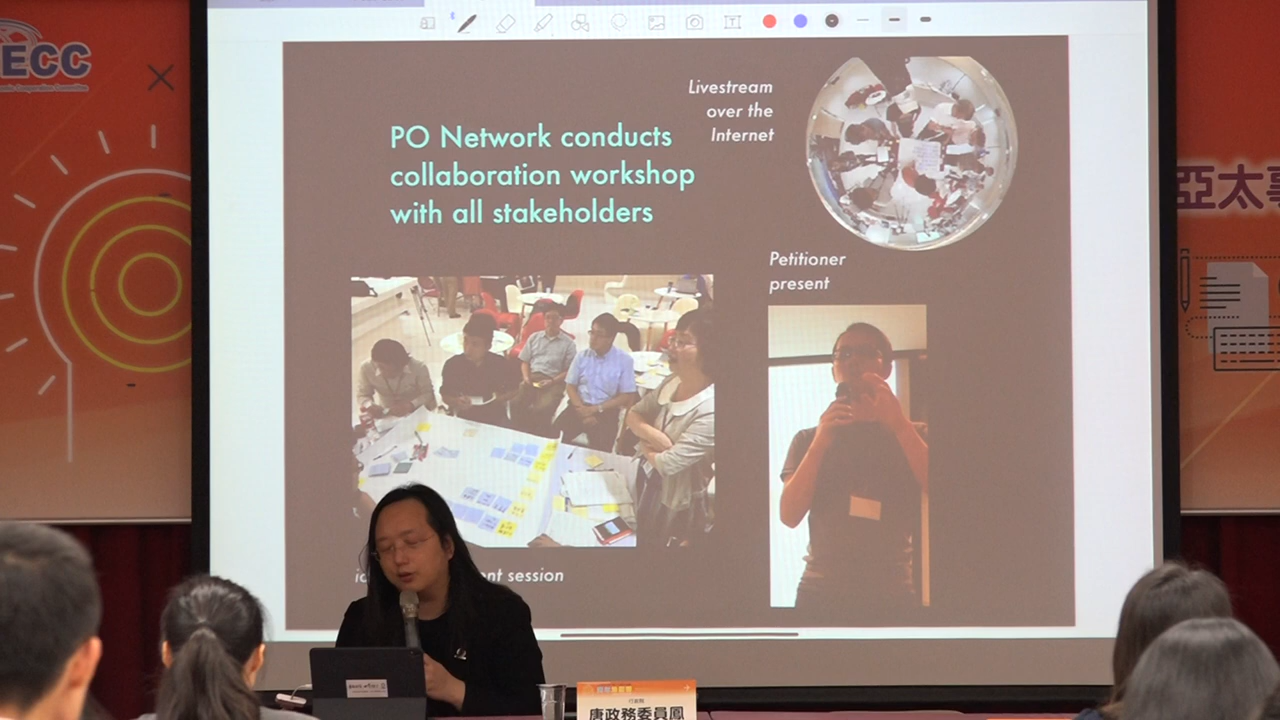 ECC
亞太事
Livestream
over the
Internet
PO Network conducts
collaboration workshop
with all stakeholders
Petitioner
present
nt session
唐政務委員鳳